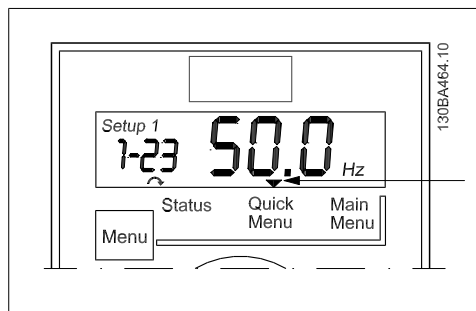 130BA464.10
Setup 1
1-23 50.0 Hz
Status Quick Menu Main Menu
Menu